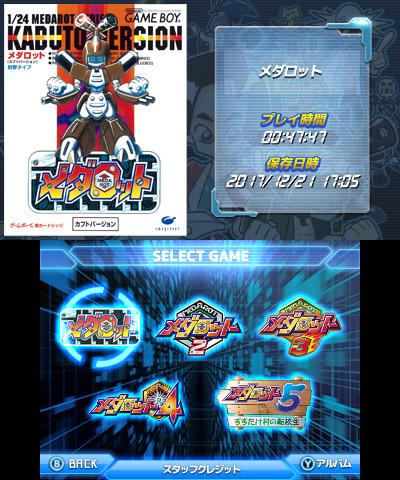 1/24 MEDAROT SERIES
Nintendo GAME BOY
KABUTO VERSION
メダロット
(カブトバージョン)
射撃タイプ
メダロット
MEDAROT
ゲームボーイ専用カートリッジ
カブトバージョン
imagineer
メダロット
プレイ時間
00:47:47
保存日時
2017/12/21 17:05
SELECT GAME
メダロット
メダロット2
メダロット3
メダロット4
メダロット5
すすたけ村の転校生
B BACK
スタッフクレジット
Y アルバム